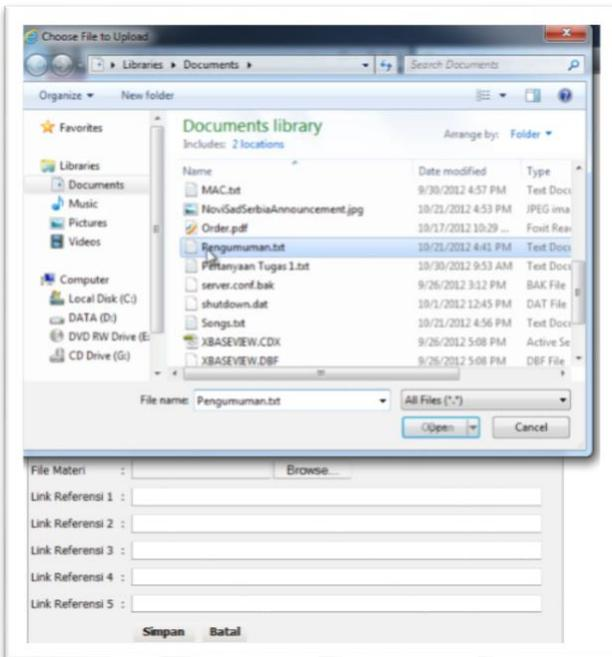 Choose File to Upload
Libraries ▸ Documents ▸
Search Documents
Organize New folder
Favorites
Libraries
Documents
Music
Pictures
Videos
Computer
Local Disk (C:)
DATA (D:)
DVD RW Drive (E:
CD Drive (G:)
Documents library
Includes: 2 locations
Arrange by: Folder
Name Date modified Type
MAC.txt 9/30/2012 4:57 PM Text Docu
NoviSadSerbiaAnnouncement.jpg 10/21/2012 4:53 PM JPEG ima
Order.pdf 10/17/2012 10:29 ... Foxit Rea
Pengumuman.txt 10/21/2012 4:41 PM Text Docu
Pertanyaan Tugas 1.txt 10/30/2012 9:53 AM Text Docu
server.conf.bak 9/26/2012 3:12 PM BAK File
shutdown.dat 10/1/2012 12:45 PM DAT File
Songs.txt 10/21/2012 4:56 PM Text Docu
XBASEVIEW.CDX 9/26/2012 5:08 PM Active Se
XBASEVIEW.DBF 9/26/2012 5:08 PM DBF File
File name: Pengumuman.txt All Files (*.*)
Open Cancel
File Materi : Browse...
Link Referensi 1 :
Link Referensi 2 :
Link Referensi 3 :
Link Referensi 4 :
Link Referensi 5 :
Simpan Batal